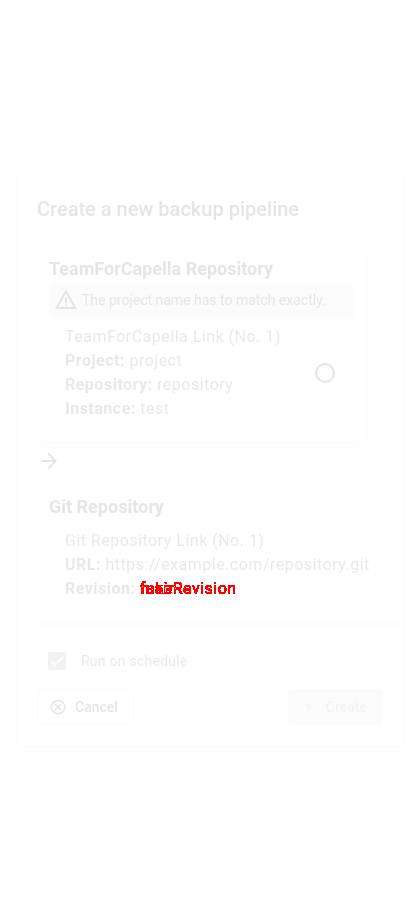 Create a new backup pipeline
TeamForCapella Repository
The project name has to match exactly.
TeamForCapella Link (No. 1)
Project: project
Repository: repository
Instance: test
Git Repository
Git Repository Link (No. 1)
URL: https://example.com/repository.git
Revision:
Run on schedule
Cancel
Create